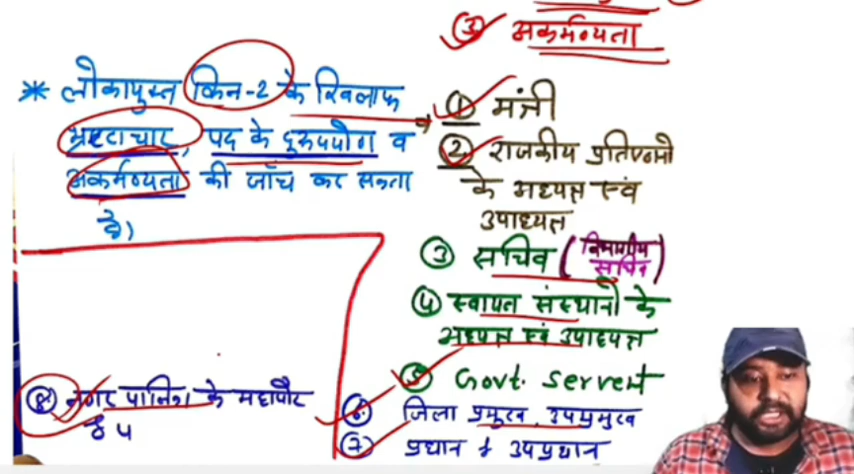 ③ अकर्मण्यता
* लोकायुक्त किन-2 के खिलाफ
भ्रष्टाचार, पद के दुरुपयोग व
अकर्मण्यता की जाँच कर सकता
है।
① मंत्री
② राजकीय प्रतिष्ठानों
के अध्यक्ष एवं
उपाध्यक्ष
③ सचिव (विभागीय
सचिव)
④ स्वायत संस्थानों के
अध्यक्ष एवं उपाध्यक्ष
⑤ Govt. Servent
⑥ जिला प्रमुख, उपप्रमुख
⑦ प्रधान व उपप्रधान
⑧ नगर पालिका के महापौर
व उप